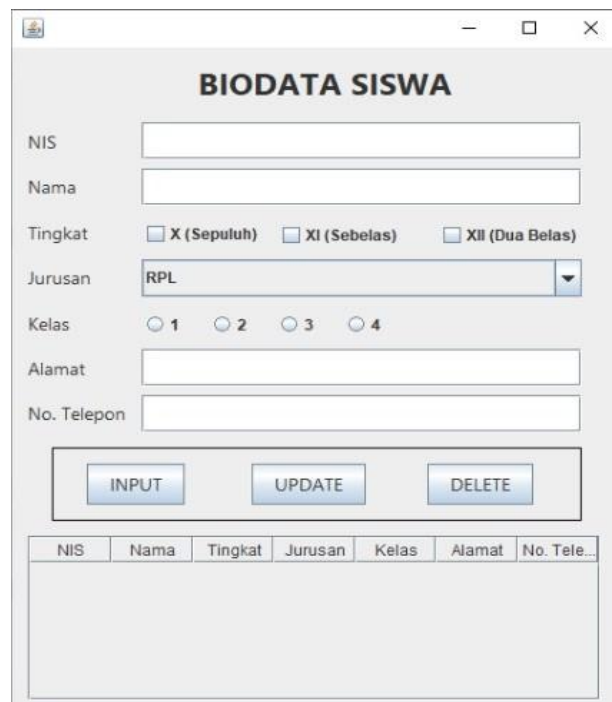 BIODATA SISWA
NIS
Nama
Tingkat X (Sepuluh) XI (Sebelas) XII (Dua Belas)
Jurusan RPL
Kelas 1 2 3 4
Alamat
No. Telepon
INPUT UPDATE DELETE
NIS Nama Tingkat Jurusan Kelas Alamat No. Tele...